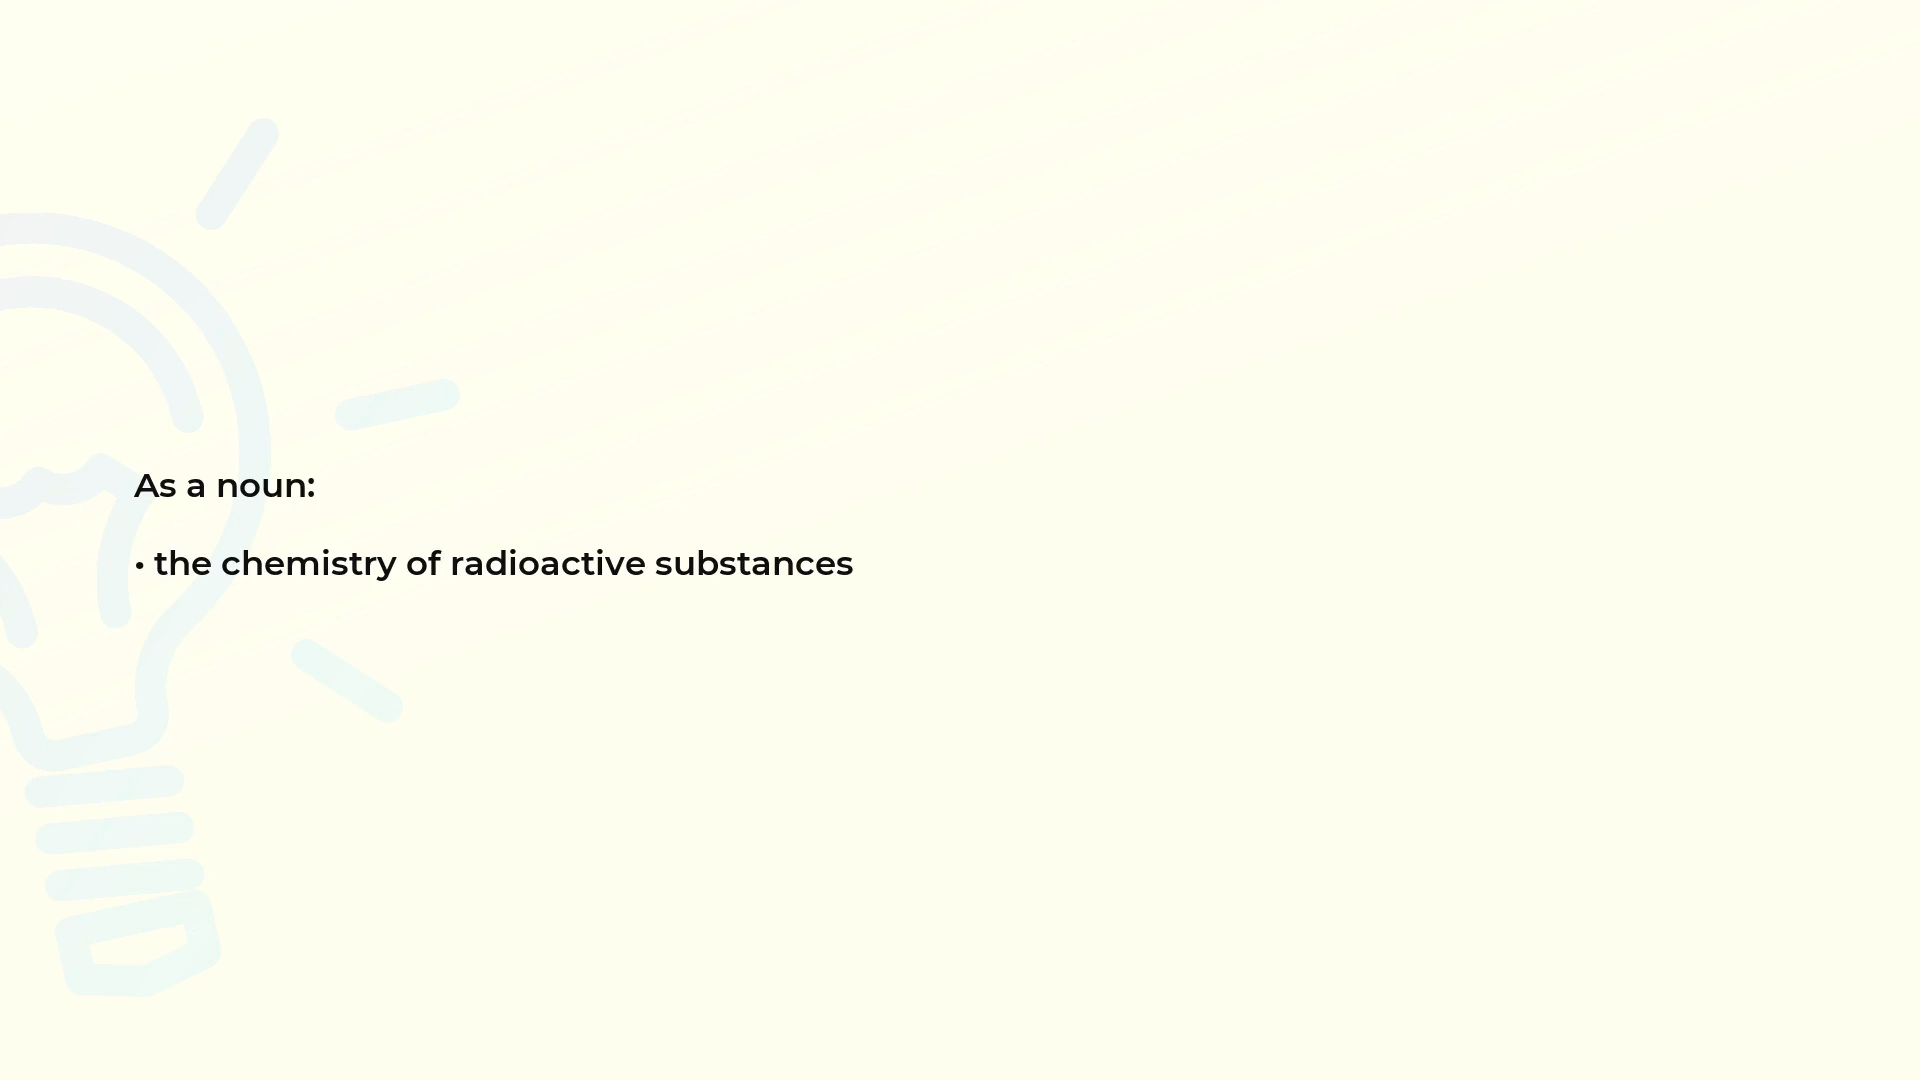 As a noun:
• the chemistry of radioactive substances